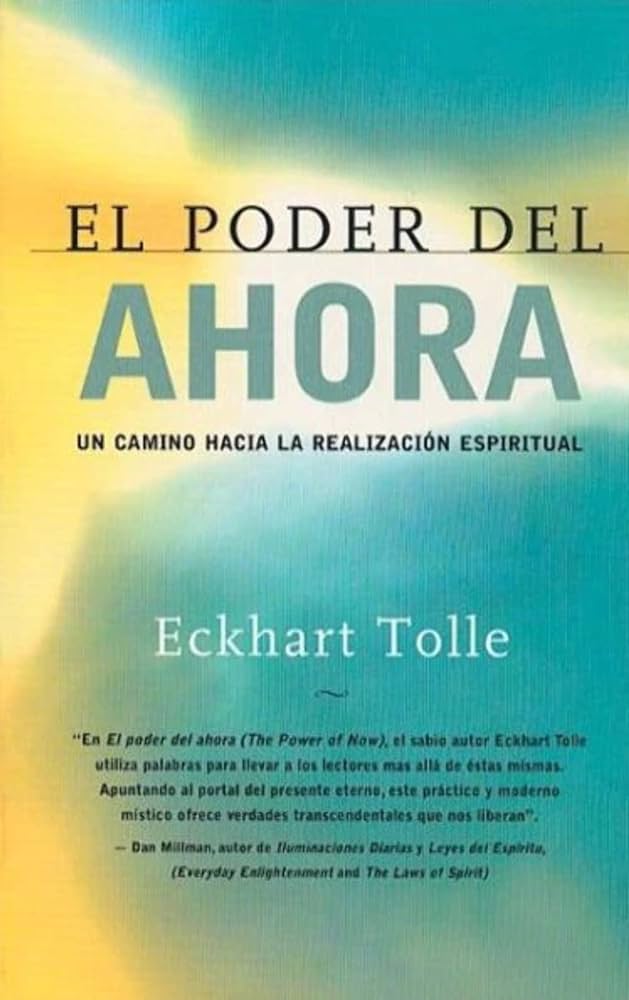 EL PODER DEL
AHORA
UN CAMINO HACIA LA REALIZACIÓN ESPIRITUAL
Eckhart Tolle
"En El poder del ahora (The Power of Now), el sabio autor Eckhart Tolle
utiliza palabras para llevar a los lectores mas allá de éstas mismas.
Apuntando al portal del presente eterno, este práctico y moderno
místico ofrece verdades transcendentales que nos liberan".
— Dan Millman, autor de Iluminaciones Diarias y Leyes del Espíritu,
(Everyday Enlightenment and The Laws of Spirit)